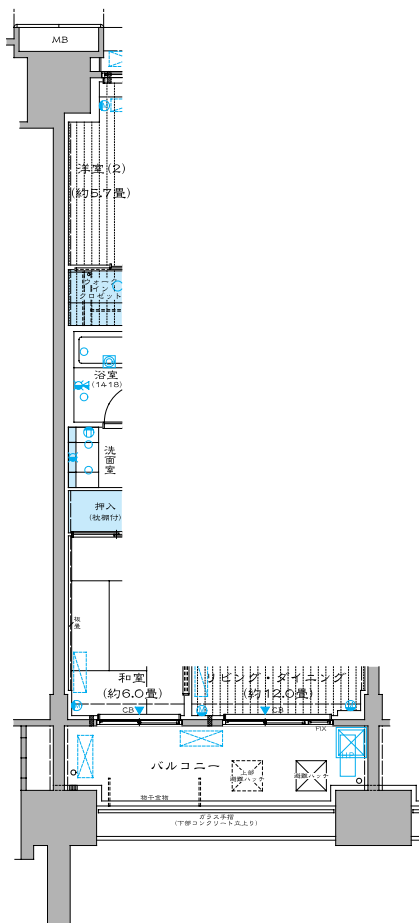 MB
洋室(2)
(約5.7畳)
ウォーク
イン
クロゼット
浴室
(1418)
洗面室
押入
(枕棚付)
板畳
和室
(約6.0畳)
リビング・ダイニング
(約12.0畳)
CB
CB
FIX
バルコニー
上部
避難ハッチ
避難ハッチ
物干金物
ガラス手摺
(下部コンクリート立上り)